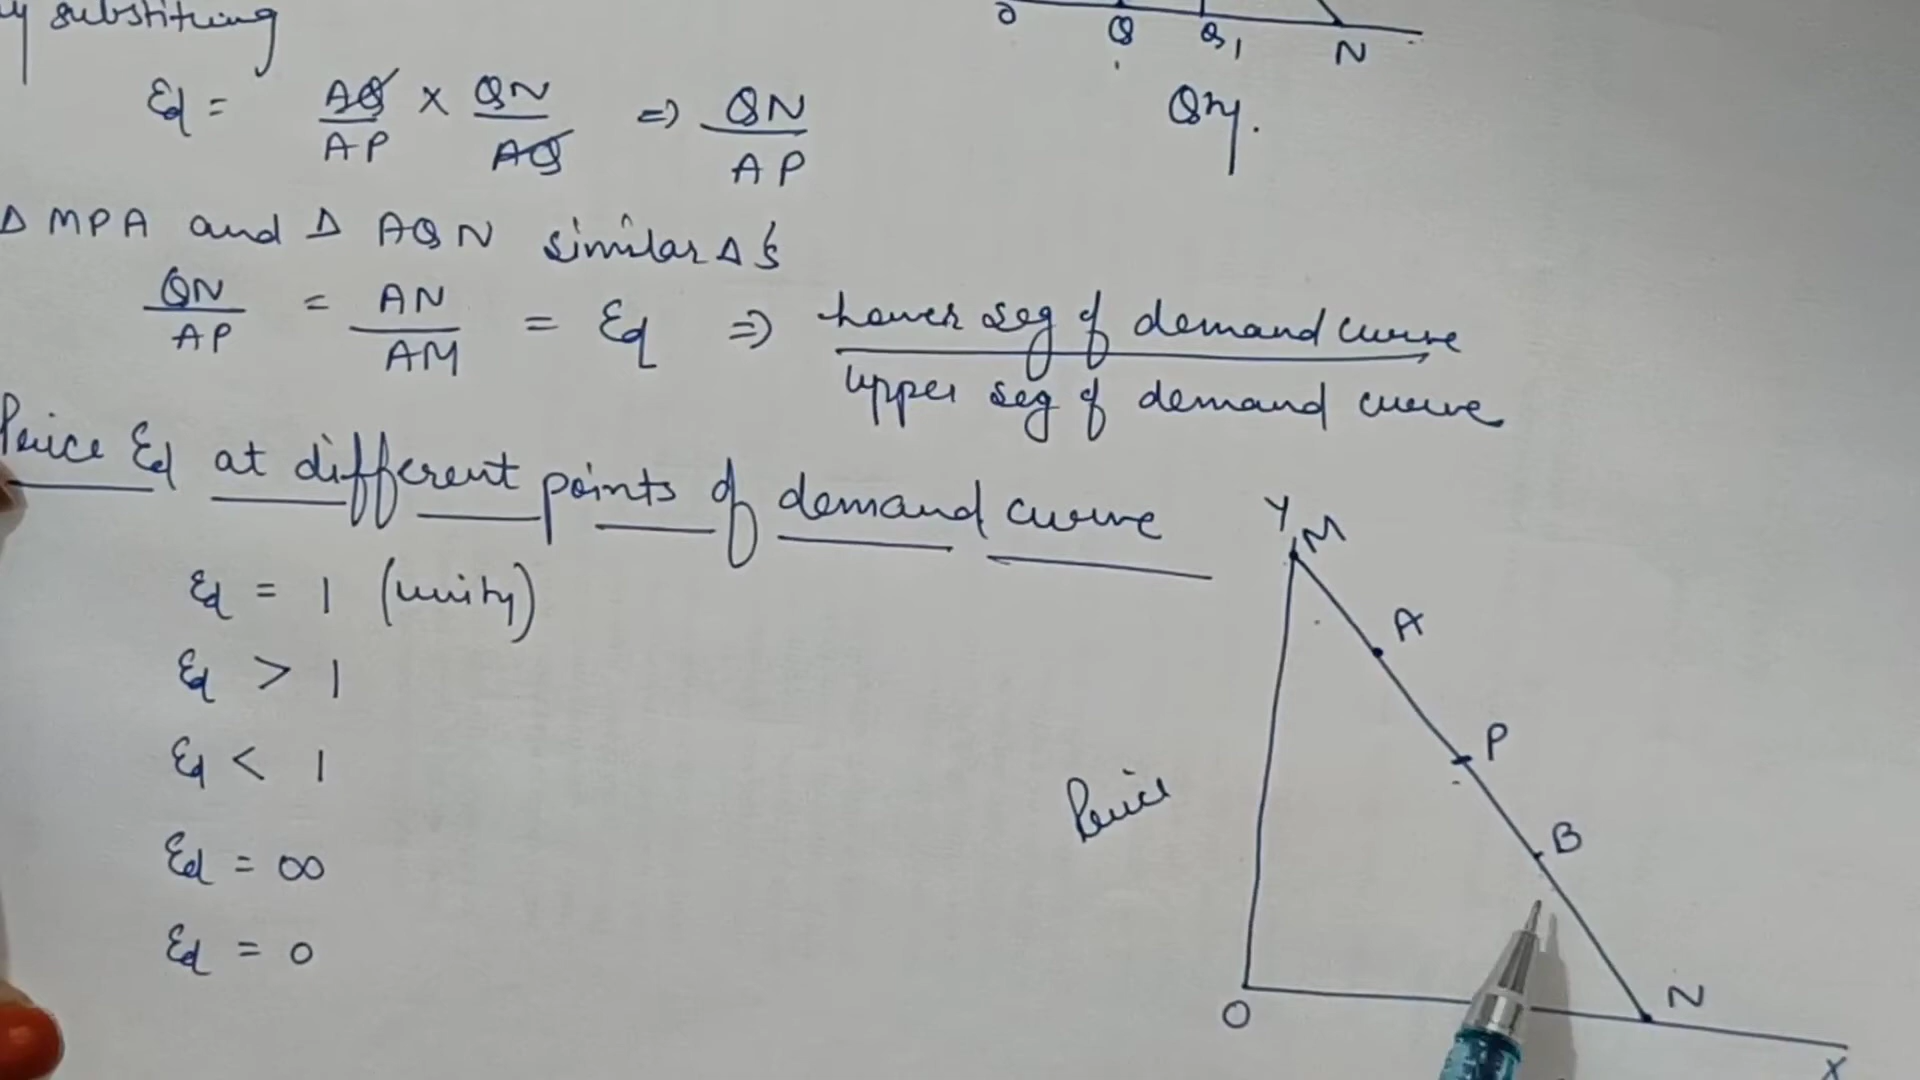 substituing
O Q Q1 N
Qty.
Ed = AQ/AP × QN/AQ ⇒ QN/AP
Δ MPA and Δ AQN similar Δ's
QN/AP = AN/AM = Ed ⇒ Lower seg of demand curve / upper seg of demand curve
Price Ed at different points of demand curve
Ed = 1 (unity)
Ed > 1
Ed < 1
Ed = ∞
Ed = 0
Y M
A
P
B
Price
O
N
X